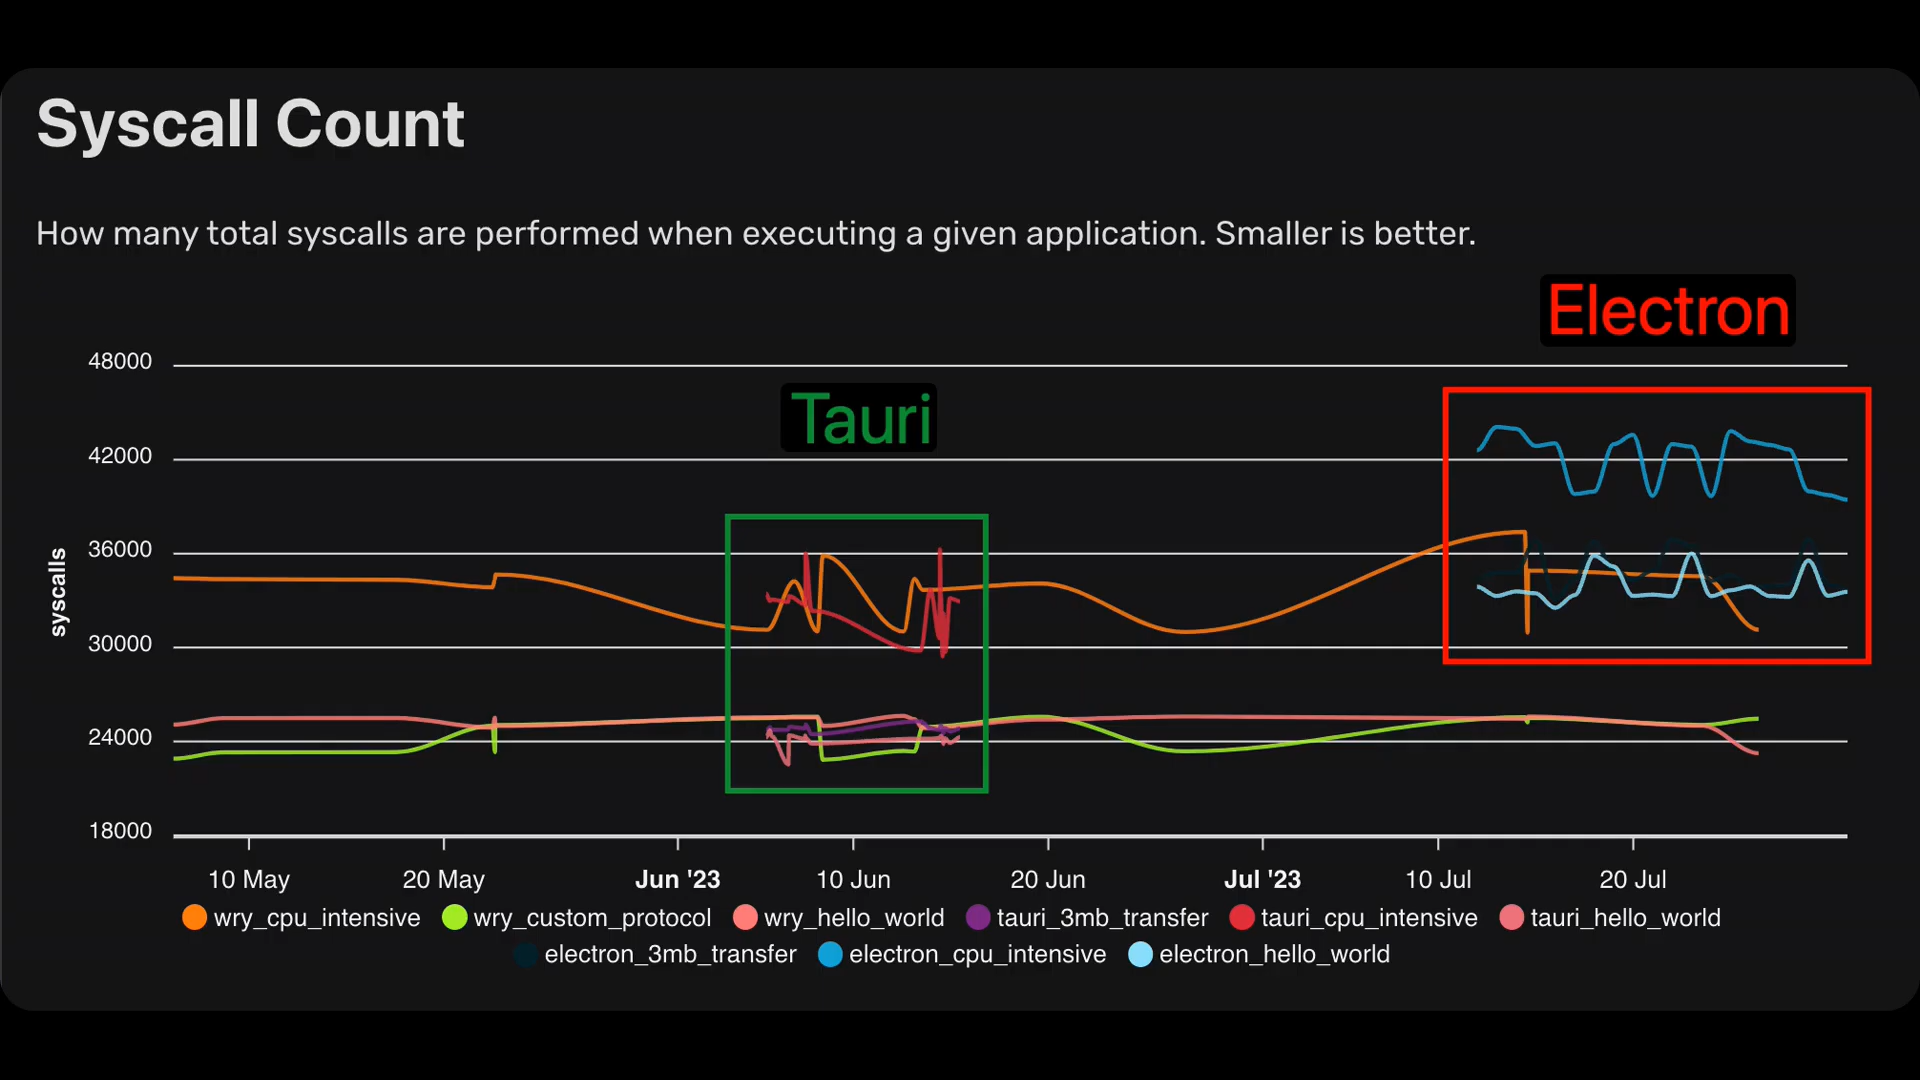 Syscall Count
How many total syscalls are performed when executing a given application. Smaller is better.
Electron
Tauri
48000
42000
36000
30000
24000
18000
syscalls
10 May 20 May Jun '23 10 Jun 20 Jun Jul '23 10 Jul 20 Jul
wry_cpu_intensive wry_custom_protocol wry_hello_world tauri_3mb_transfer tauri_cpu_intensive tauri_hello_world
electron_3mb_transfer electron_cpu_intensive electron_hello_world